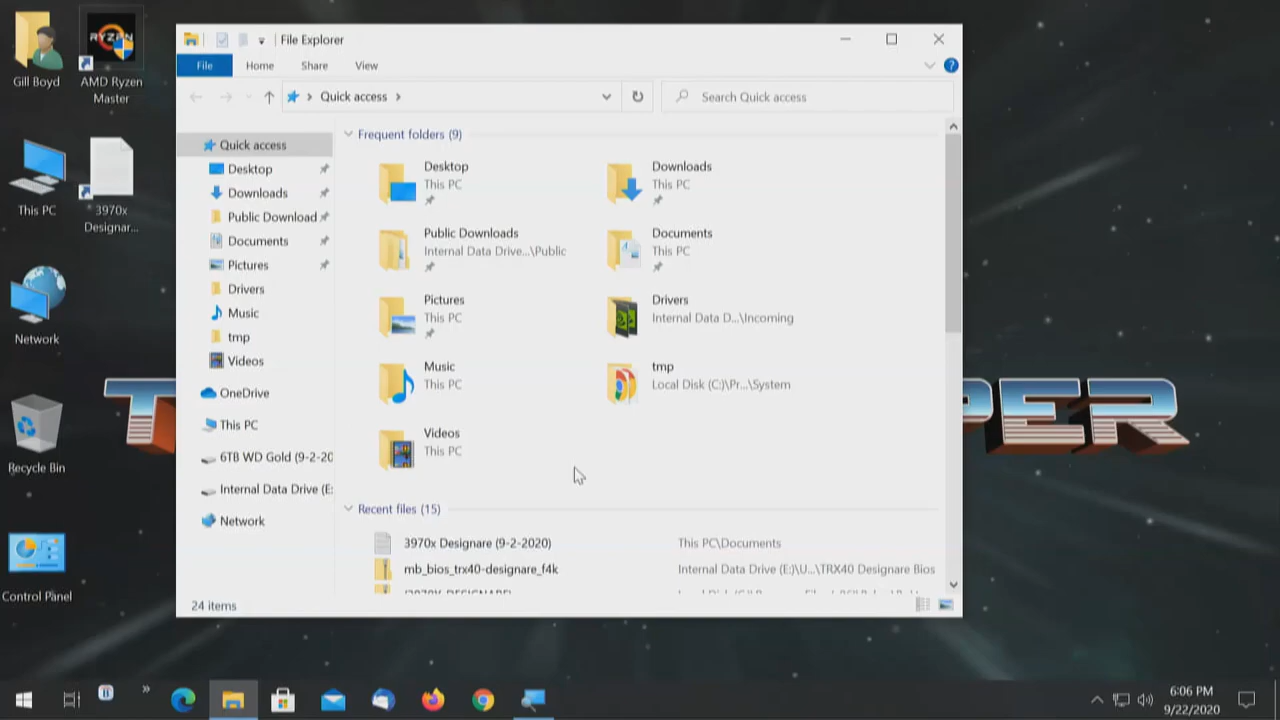 Gill Boyd
RYZEN
AMD Ryzen
Master
This PC
3970x
Designar...
Network
Recycle Bin
Control Panel
File Explorer
File
Home
Share
View
Quick access
Search Quick access
Quick access
Desktop
Downloads
Public Download
Documents
Pictures
Drivers
Music
tmp
Videos
OneDrive
This PC
6TB WD Gold (9-2-20
Internal Data Drive (E:
Network
Frequent folders (9)
Desktop
This PC
Downloads
This PC
Public Downloads
Internal Data Drive...\Public
Documents
This PC
Pictures
This PC
Drivers
Internal Data D...\Incoming
Music
This PC
tmp
Local Disk (C:)\Pr...\System
Videos
This PC
Recent files (15)
3970x Designare (9-2-2020)
This PC\Documents
mb_bios_trx40-designare_f4k
Internal Data Drive (E:)\U...\TRX40 Designare Bios
24 items
PER
6:06 PM
9/22/2020